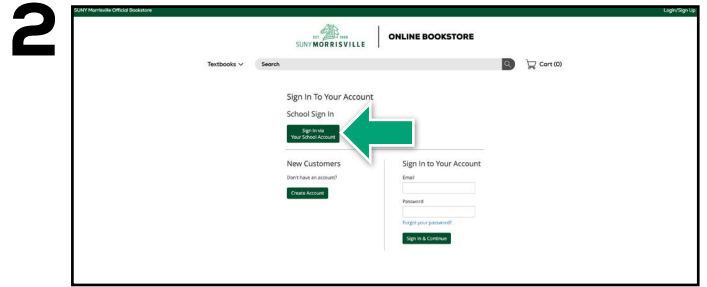 2
SUNY Morrisville Official Bookstore
Login/Sign Up
SUNY MORRISVILLE
ONLINE BOOKSTORE
Textbooks
Search
Cart (0)
Sign In To Your Account
School Sign In
Sign In via
Your School Account
New Customers
Don't have an account?
Create Account
Sign In to Your Account
Email
Password
Forgot your password?
Sign In & Continue